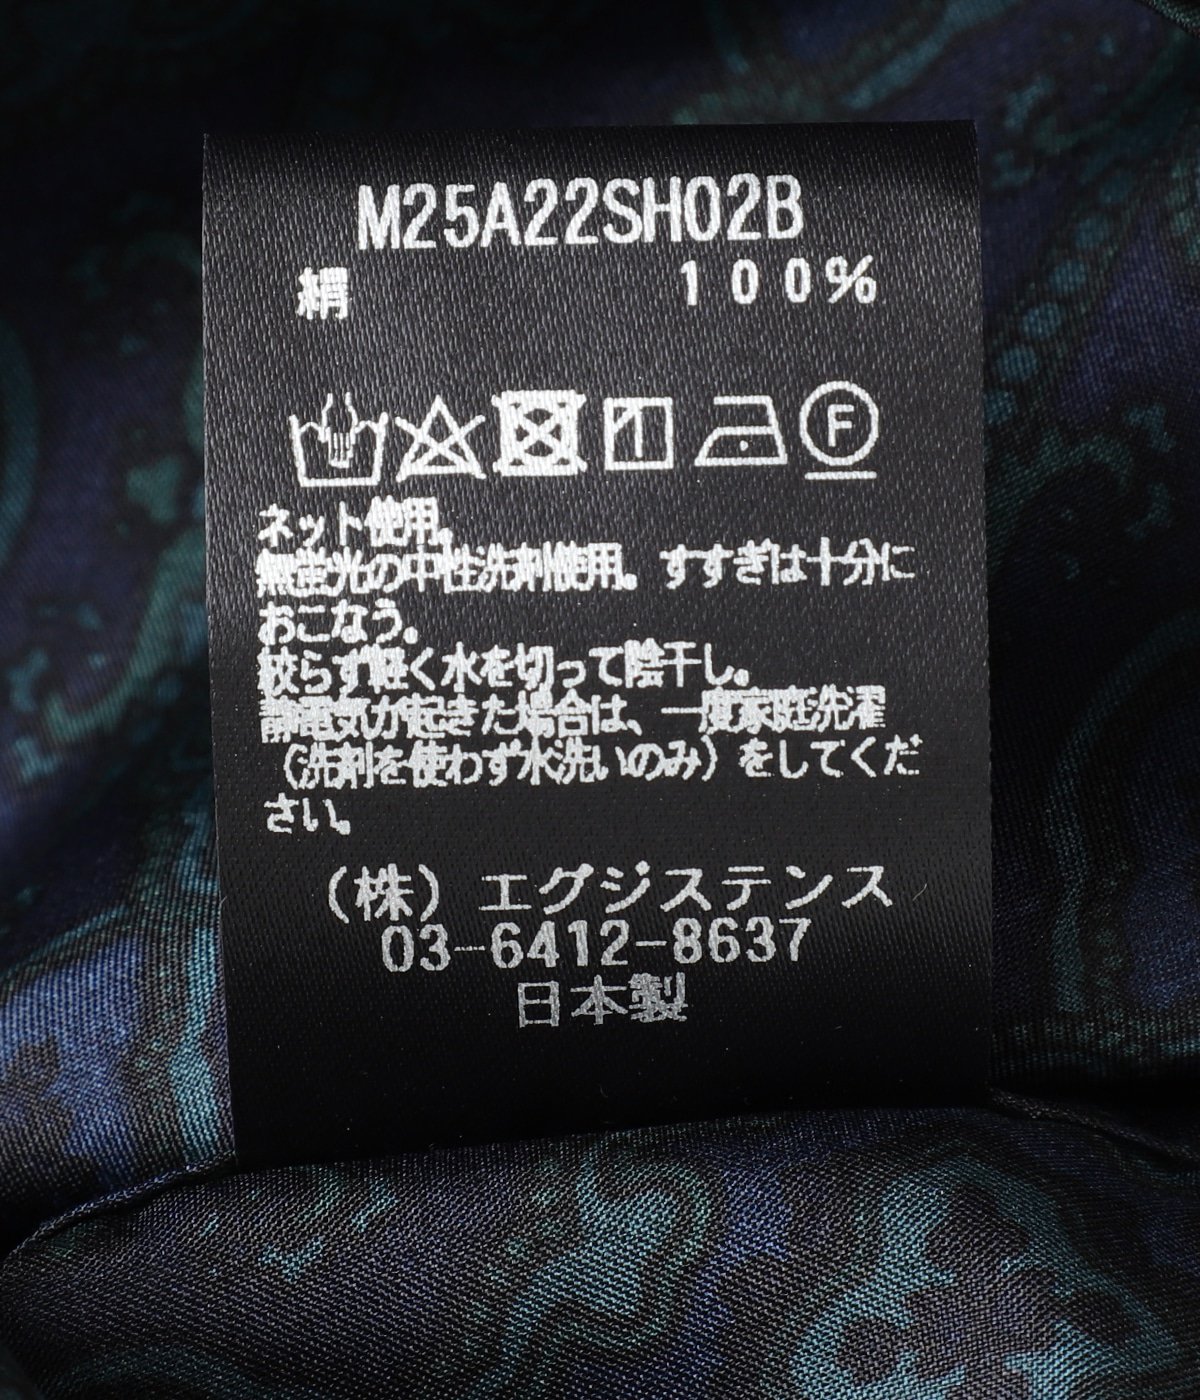 M25A22SH02B
絹 100%
F
ネット使用。
無蛍光の中性洗剤使用。すすぎは十分に
おこなう。
絞らず軽く水を切って陰干し。
静電気が起きた場合は、一度家庭洗濯
(洗剤を使わず水洗いのみ)をしてくだ
さい。
(株)エグジステンス
03-6412-8637
日本製